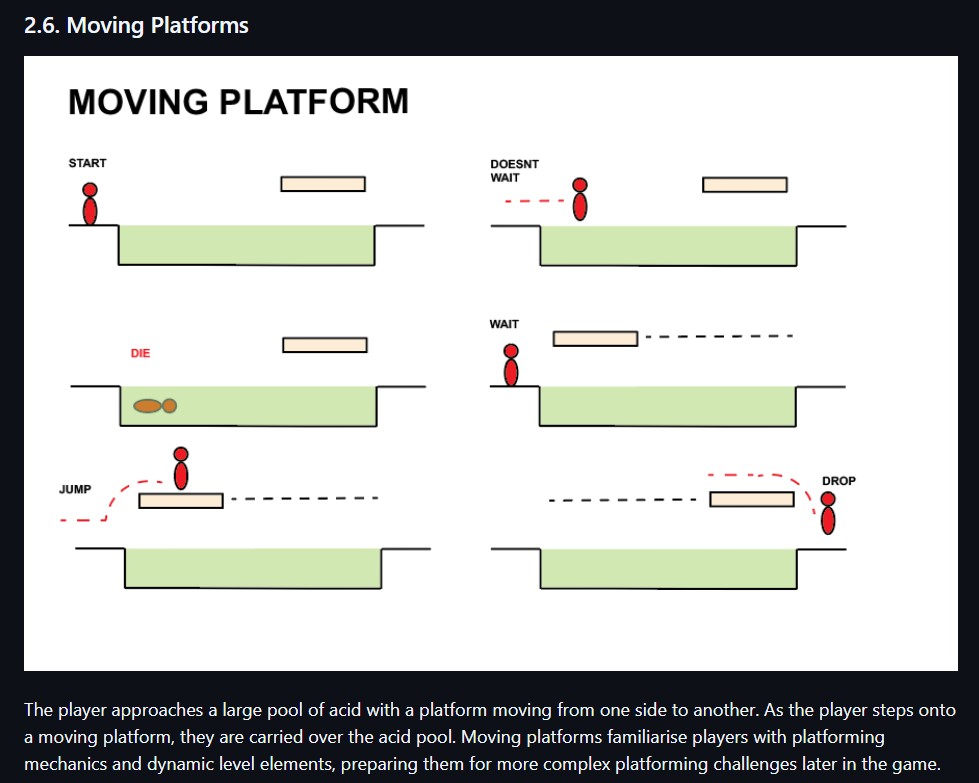 2.6. Moving Platforms
MOVING PLATFORM
START
DOESNT
WAIT
DIE
WAIT
JUMP
DROP
The player approaches a large pool of acid with a platform moving from one side to another. As the player steps onto
a moving platform, they are carried over the acid pool. Moving platforms familiarise players with platforming
mechanics and dynamic level elements, preparing them for more complex platforming challenges later in the game.